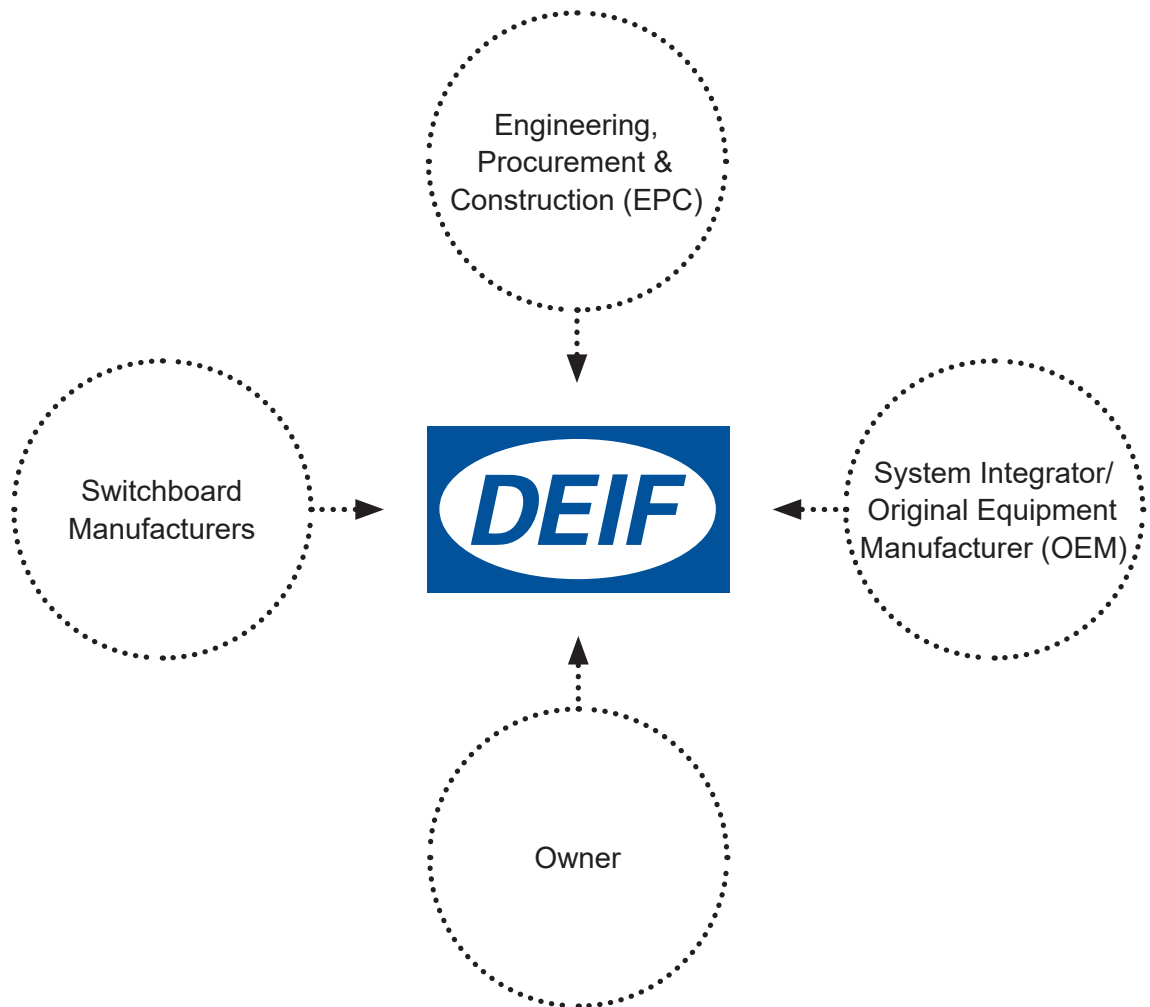 Engineering,
Procurement &
Construction (EPC)
Switchboard
Manufacturers
DEIF
System Integrator/
Original Equipment
Manufacturer (OEM)
Owner